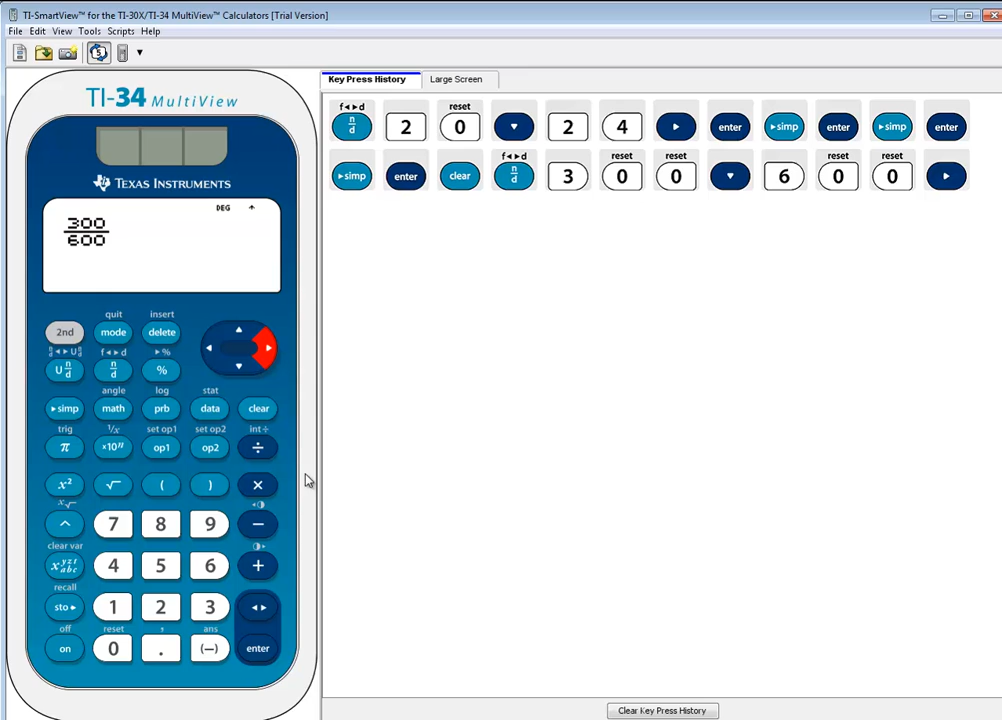 TI-SmartView™ for the TI-30X/TI-34 MultiView™ Calculators [Trial Version]
File Edit View Tools Scripts Help
Key Press History Large Screen
TI-34 MultiView
TEXAS INSTRUMENTS
DEG
300
600
f◄►d reset
n/d 2 0 ▼ 2 4 ► enter ►simp enter ►simp enter
f◄►d reset reset reset reset
►simp enter clear n/d 3 0 0 ▼ 6 0 0 ►
quit insert
2nd mode delete
n/d◄►U n/d f◄►d ►%
U n/d n/d %
angle log stat
►simp math prb data clear
trig 1/x set op1 set op2 int÷
π ×10ⁿ op1 op2 ÷
x² √ ( ) ×
x√
^ 7 8 9 −
clear var
x yzt abc 4 5 6 +
recall
sto► 1 2 3 ◄►
off reset , ans
on 0 . (−) enter
Clear Key Press History